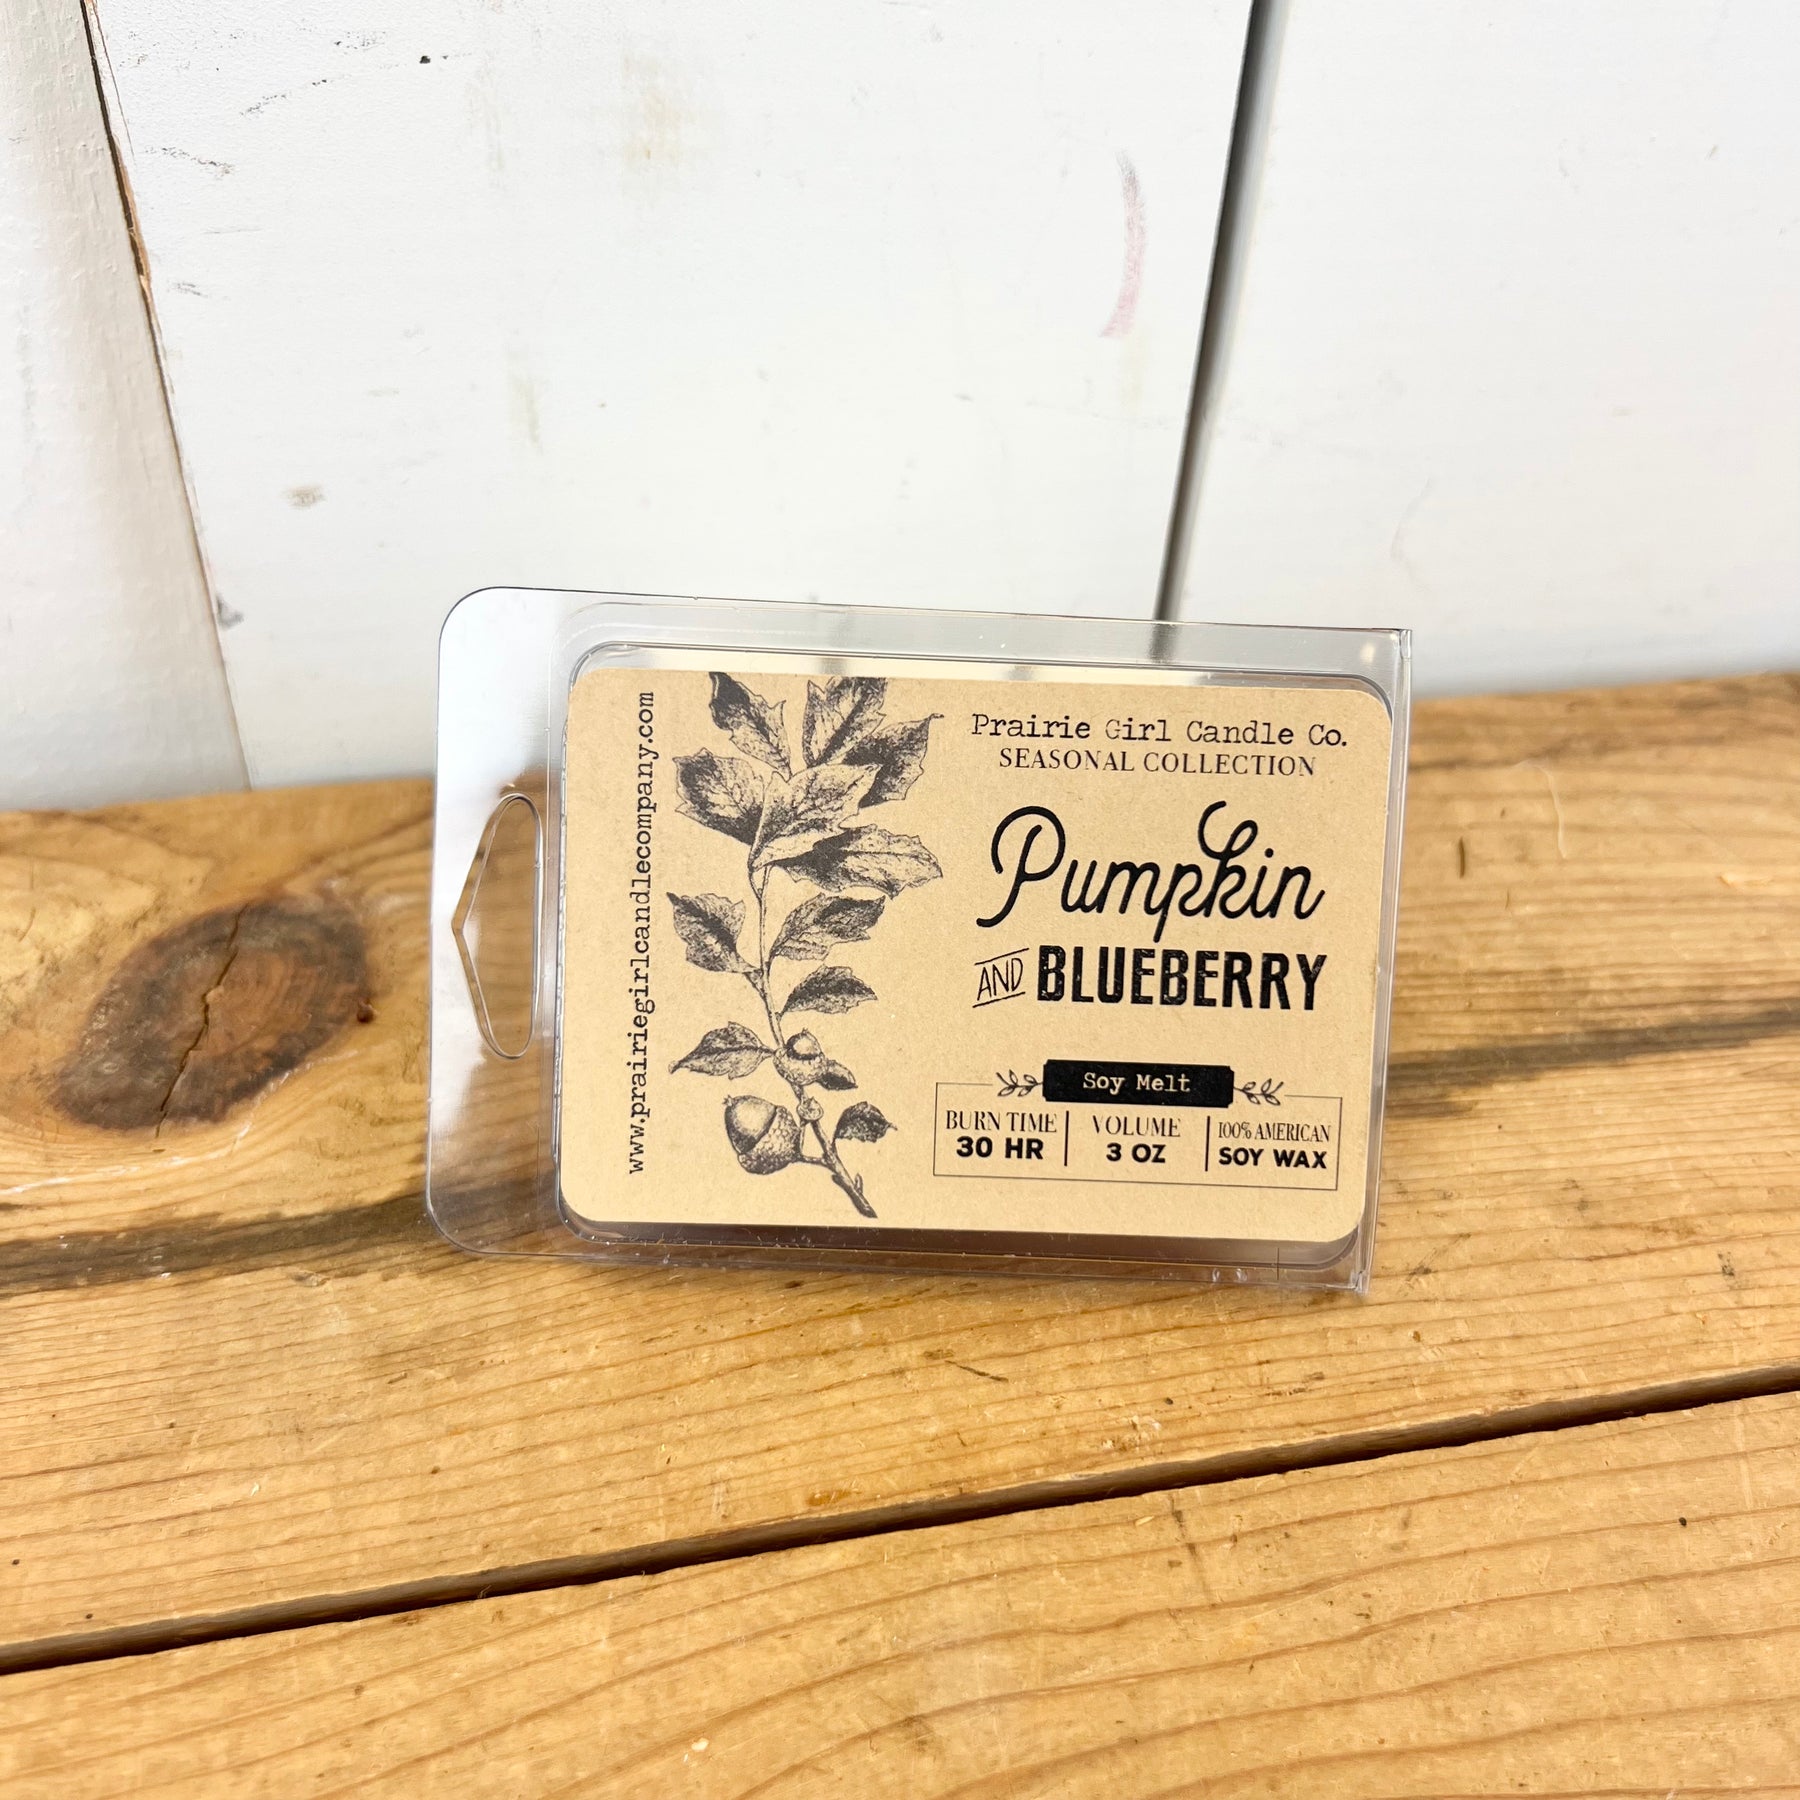 www.prairiegirlcandlecompany.com
Prairie Girl Candle Co.
SEASONAL COLLECTION
Pumpkin
AND BLUEBERRY
Soy Melt
BURN TIME
30 HR
VOLUME
3 OZ
100% AMERICAN
SOY WAX